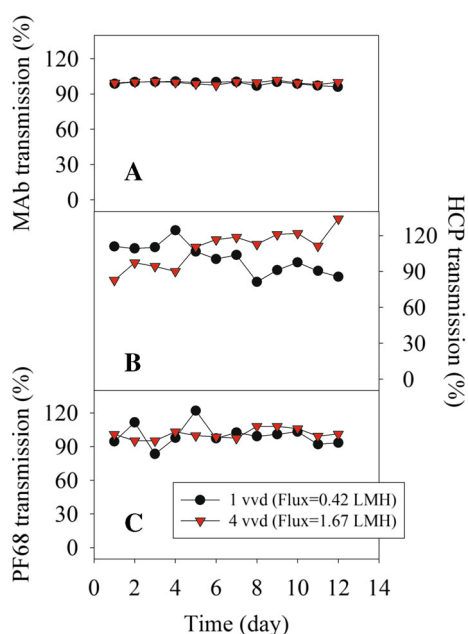 MAb transmission (%)
120
90
60
30
0
A
HCP transmission (%)
120
90
60
30
0
B
PF68 transmission (%)
120
90
60
30
0
C
1 vvd (Flux=0.42 LMH)
4 vvd (Flux=1.67 LMH)
0 2 4 6 8 10 12 14
Time (day)